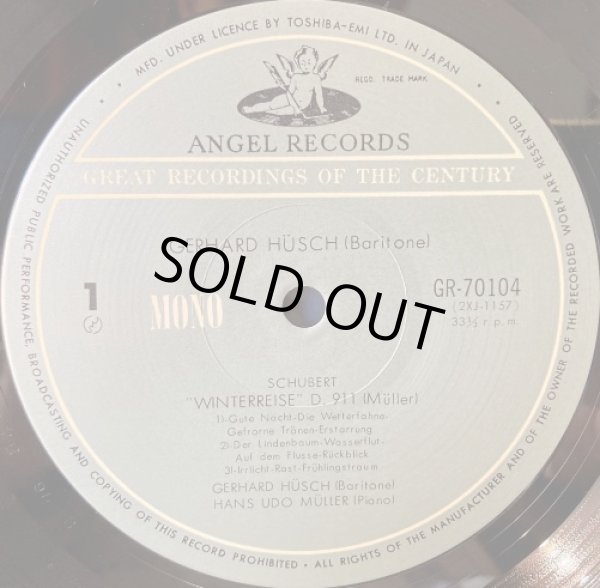 MFD. UNDER LICENCE BY TOSHIBA-EMI LTD. IN JAPAN
REGD. TRADE MARK
ANGEL RECORDS
GREAT RECORDINGS OF THE CENTURY
GERHARD HÜSCH (Baritone)
SOLD OUT
1
MONO
GR-70104
(2XJ-1157)
33⅓ r.p.m.
SCHUBERT
"WINTERREISE" D. 911 (Müller)
1)-Gute Nacht-Die Wetterfahne-
Gefrorne Tränen-Erstarrung
2)-Der Lindenbaum-Wasserflut-
Auf dem Flusse-Rückblick
3)-Irrlicht-Rast-Frühlingstraum
GERHARD HÜSCH (Baritone)
HANS UDO MÜLLER (Piano)
UNAUTHORIZED PUBLIC PERFORMANCE, BROADCASTING AND COPYING OF THIS RECORD PROHIBITED • ALL RIGHTS OF THE MANUFACTURER AND OF THE OWNER OF THE RECORDED WORK ARE RESERVED